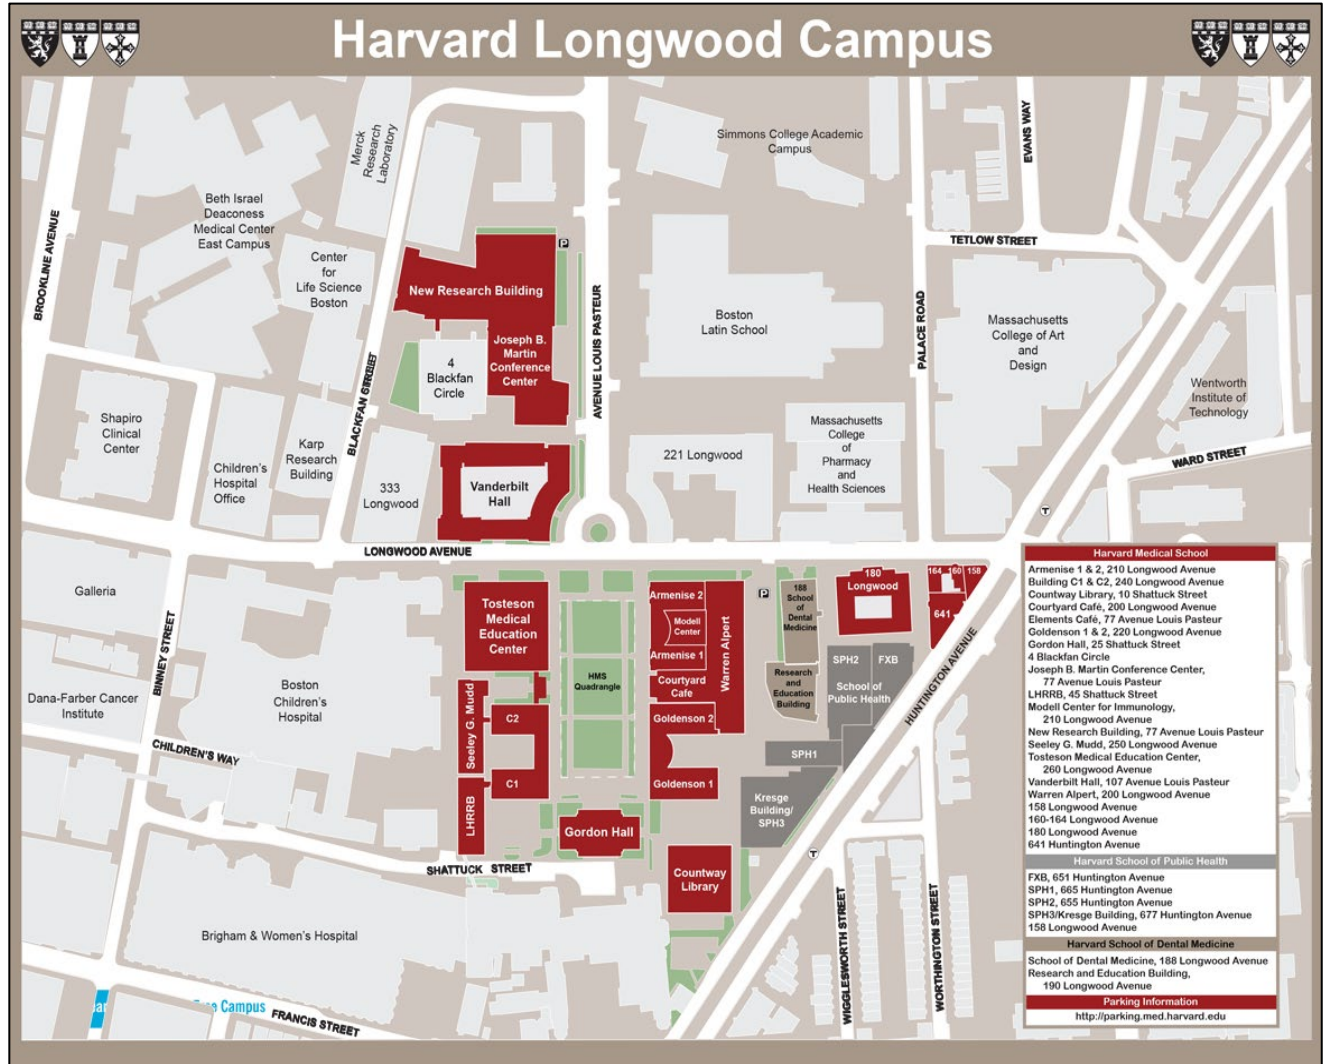 Harvard Longwood Campus
Merck
Research
Laboratory
Simmons College Academic
Campus
EVANS WAY
Beth Israel
Deaconess
Medical Center
East Campus
BROOKLINE AVENUE
TETLOW STREET
Center
for
Life Science
Boston
P
New Research Building
AVENUE LOUIS PASTEUR
Boston
Latin School
PALACE ROAD
Massachusetts
College of Art
and
Design
Joseph B.
Martin
Conference
Center
4
Blackfan
Circle
BLACKFAN STREET
Wentworth
Institute of
Technology
Shapiro
Clinical
Center
Children's
Hospital
Office
Karp
Research
Building
Massachusetts
College
of
Pharmacy
and
Health Sciences
221 Longwood
WARD STREET
333
Longwood
Vanderbilt
Hall
T
LONGWOOD AVENUE
Galleria
BINNEY STREET
Tosteson
Medical
Education
Center
Armenise 2
Modell
Center
Armenise 1
Warren Alpert
P
188
School
of
Dental
Medicine
180
Longwood
164
160
158
641
HUNTINGTON AVENUE
Dana-Farber Cancer
Institute
Boston
Children's
Hospital
HMS
Quadrangle
Courtyard
Cafe
Research
and
Education
Building
SPH2
FXB
School of
Public Health
Seeley G. Mudd
C2
Goldenson 2
CHILDREN'S WAY
SPH1
C1
Goldenson 1
LHRRB
Kresge
Building/
SPH3
Gordon Hall
T
SHATTUCK STREET
Countway
Library
Brigham & Women's Hospital
WIGGLESWORTH STREET
WORTHINGTON STREET
Campus
FRANCIS STREET
Harvard Medical School
Armenise 1 & 2, 210 Longwood Avenue
Building C1 & C2, 240 Longwood Avenue
Countway Library, 10 Shattuck Street
Courtyard Café, 200 Longwood Avenue
Elements Café, 77 Avenue Louis Pasteur
Goldenson 1 & 2, 220 Longwood Avenue
Gordon Hall, 25 Shattuck Street
4 Blackfan Circle
Joseph B. Martin Conference Center,
77 Avenue Louis Pasteur
LHRRB, 45 Shattuck Street
Modell Center for Immunology,
210 Longwood Avenue
New Research Building, 77 Avenue Louis Pasteur
Seeley G. Mudd, 250 Longwood Avenue
Tosteson Medical Education Center,
260 Longwood Avenue
Vanderbilt Hall, 107 Avenue Louis Pasteur
Warren Alpert, 200 Longwood Avenue
158 Longwood Avenue
160-164 Longwood Avenue
180 Longwood Avenue
641 Huntington Avenue
Harvard School of Public Health
FXB, 651 Huntington Avenue
SPH1, 665 Huntington Avenue
SPH2, 655 Huntington Avenue
SPH3/Kresge Building, 677 Huntington Avenue
158 Longwood Avenue
Harvard School of Dental Medicine
School of Dental Medicine, 188 Longwood Avenue
Research and Education Building,
190 Longwood Avenue
Parking Information
http://parking.med.harvard.edu